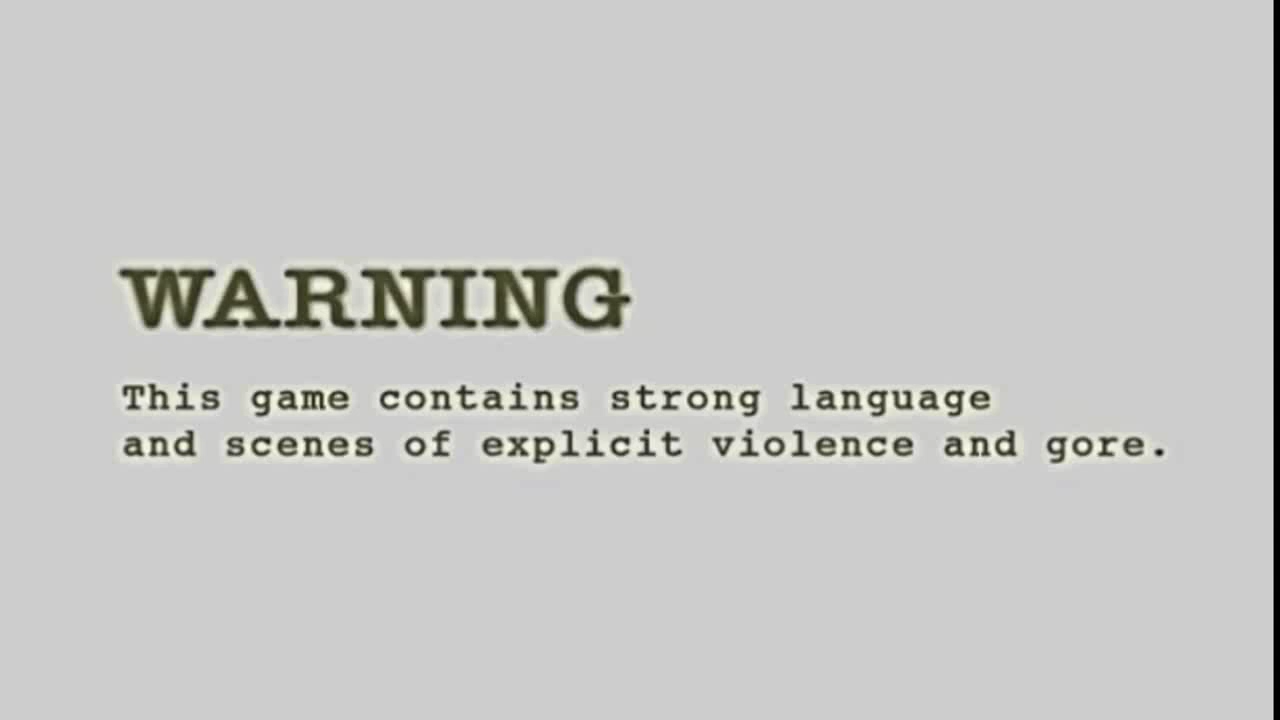 WARNING
This game contains strong language
and scenes of explicit violence and gore.